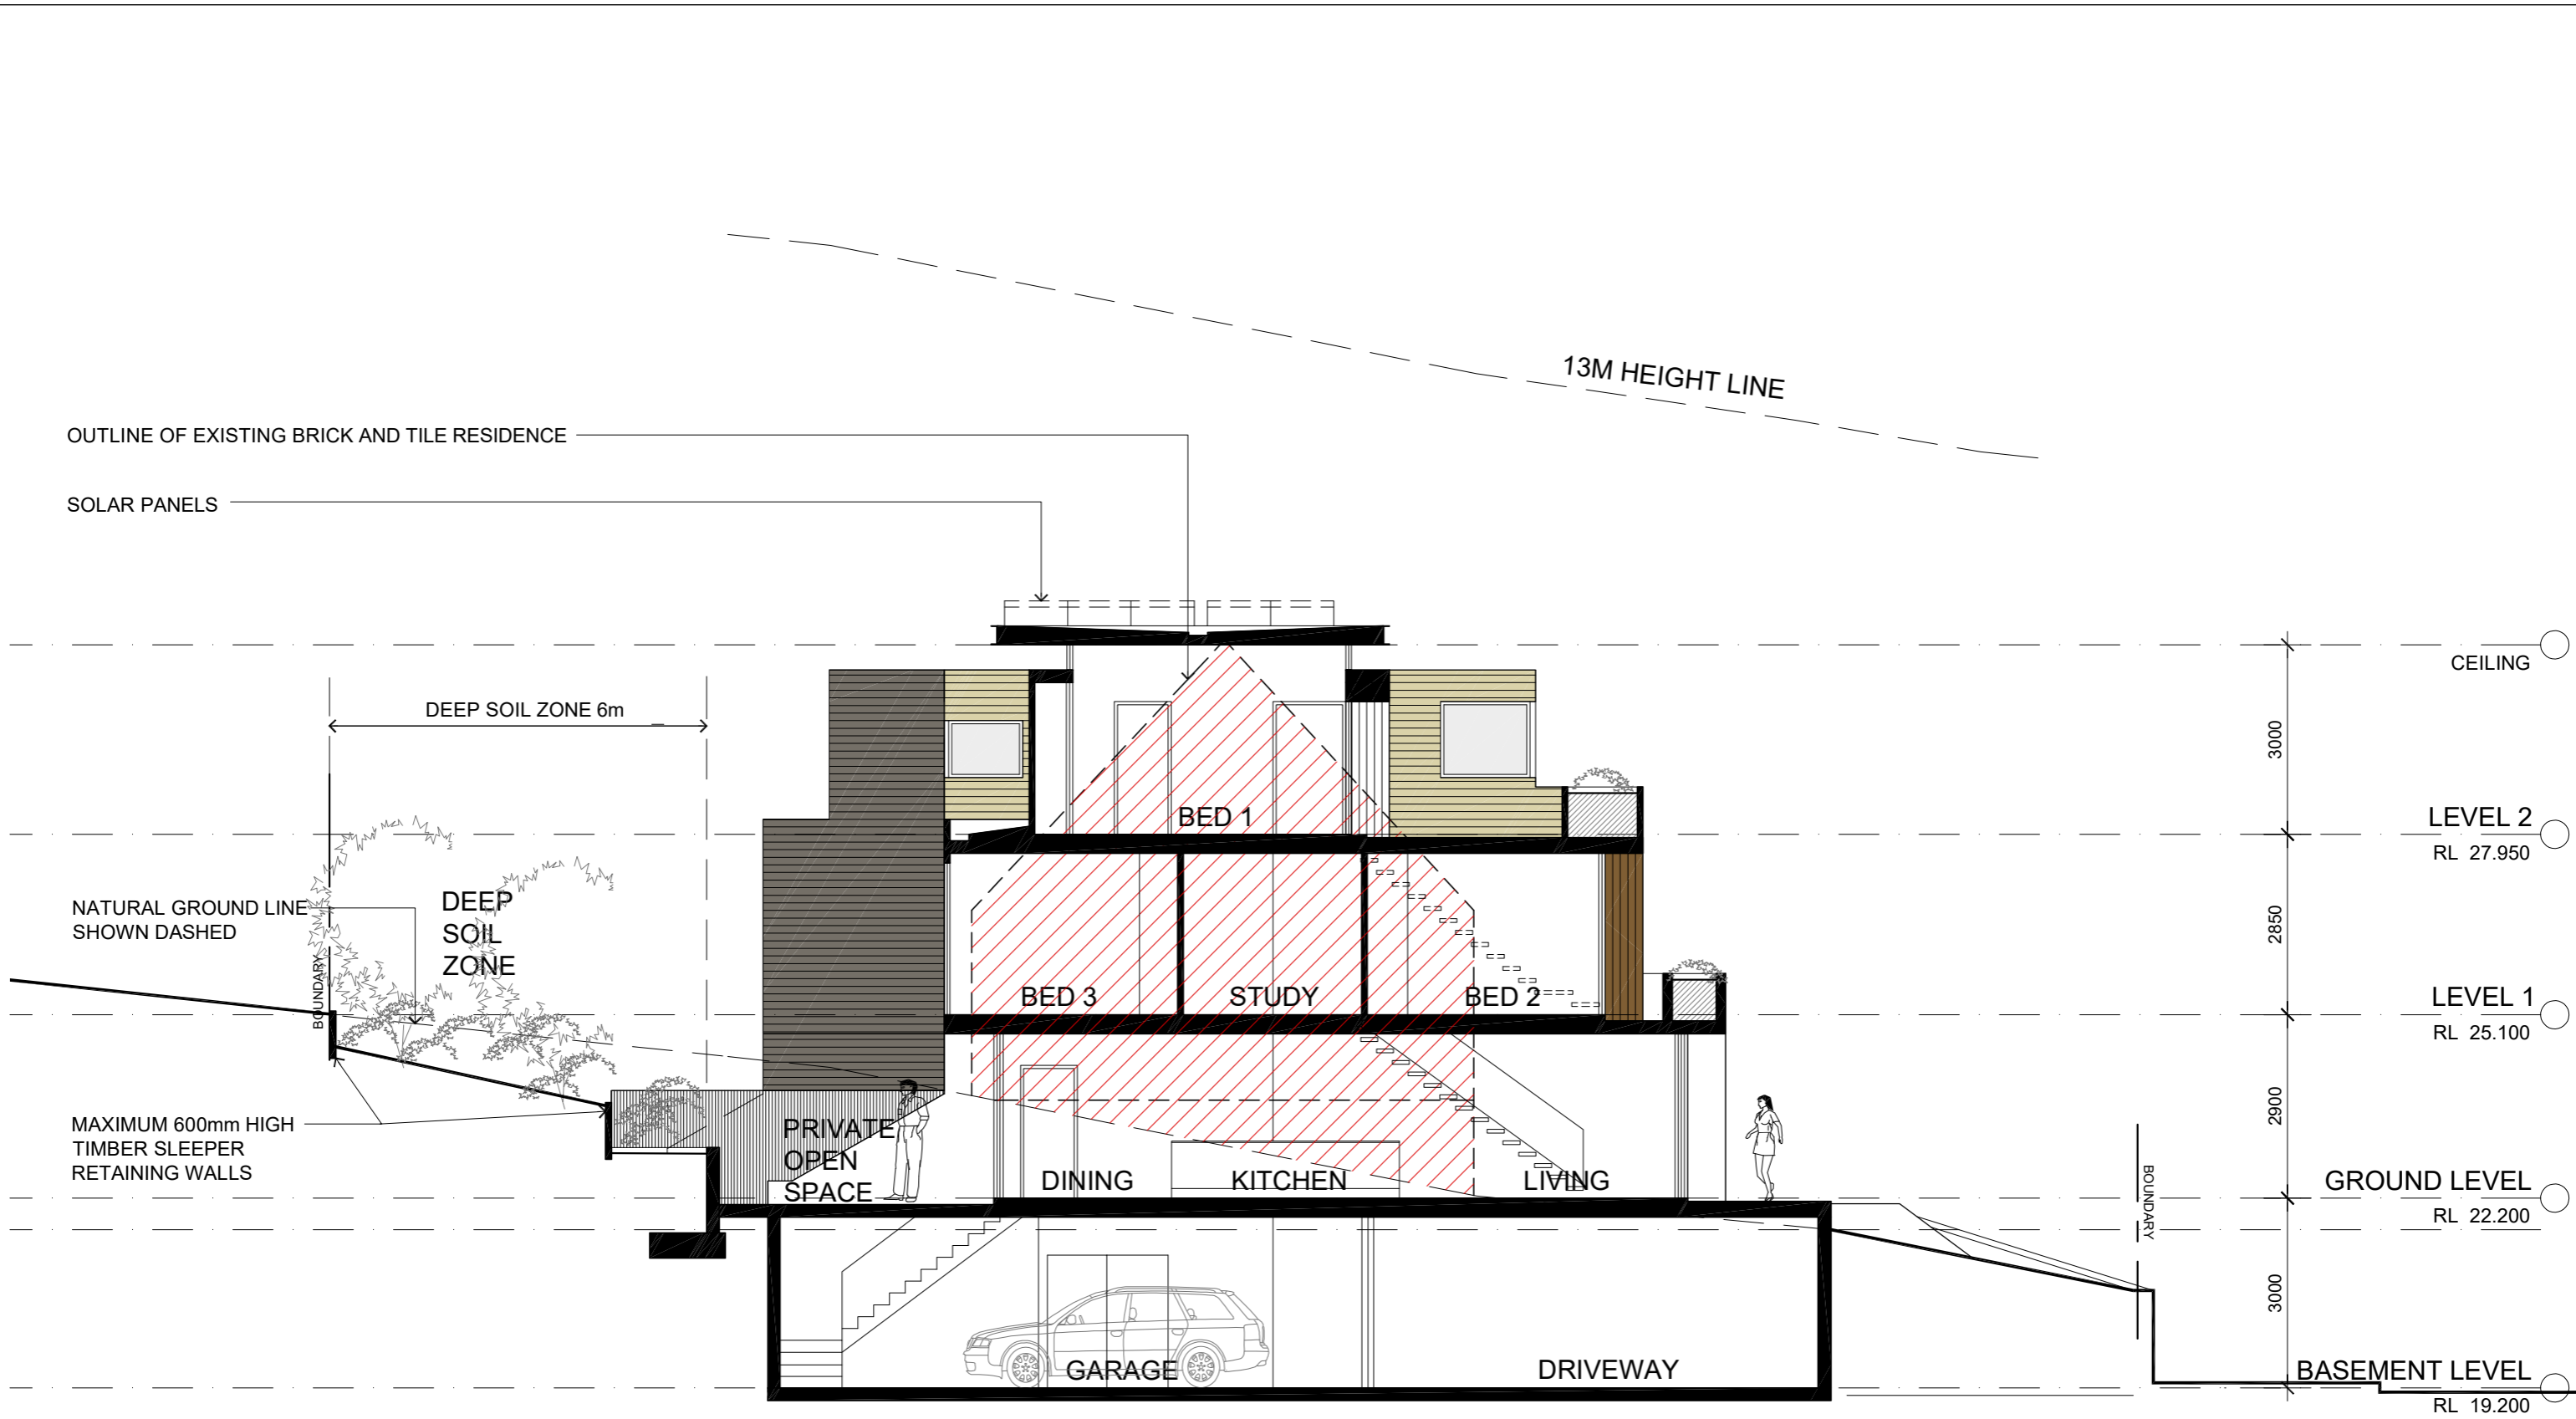 13M HEIGHT LINE
OUTLINE OF EXISTING BRICK AND TILE RESIDENCE
SOLAR PANELS
CEILING
DEEP SOIL ZONE 6m
3000
BED 1
LEVEL 2
RL 27.950
NATURAL GROUND LINE
SHOWN DASHED
DEEP
SOIL
ZONE
BOUNDARY
2850
BED 3
STUDY
BED 2
LEVEL 1
RL 25.100
MAXIMUM 600mm HIGH
TIMBER SLEEPER
RETAINING WALLS
PRIVATE
OPEN
SPACE
2900
DINING
KITCHEN
LIVING
BOUNDARY
GROUND LEVEL
RL 22.200
3000
GARAGE
DRIVEWAY
BASEMENT LEVEL
RL 19.200